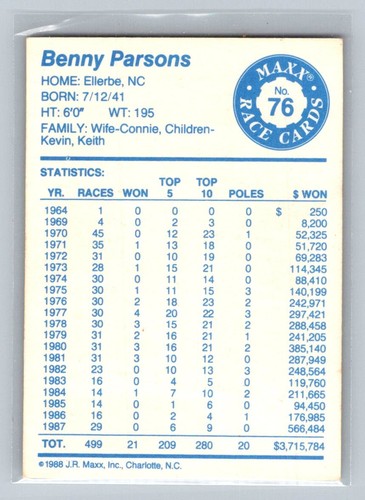 Benny Parsons
HOME: Ellerbe, NC
BORN: 7/12/41
HT: 6'0" WT: 195
FAMILY: Wife-Connie, Children-
Kevin, Keith
MAXX® RACE CARDS
No.
76
STATISTICS:
YR. RACES WON TOP 5 TOP 10 POLES $ WON
1964 1 0 0 0 0 $ 250
1969 4 0 2 3 0 8,200
1970 45 0 12 23 1 52,325
1971 35 1 13 18 1 51,720
1972 31 0 10 19 0 69,283
1973 28 1 15 21 0 114,345
1974 30 0 11 14 0 88,410
1975 30 1 11 15 3 140,199
1976 30 2 18 23 2 242,971
1977 30 4 20 22 3 297,421
1978 30 3 15 21 2 288,458
1979 31 2 16 21 1 241,205
1980 31 3 16 21 2 385,140
1981 31 3 10 12 0 287,949
1982 23 0 10 13 3 248,564
1983 16 0 4 5 0 119,760
1984 14 1 7 10 2 211,665
1985 14 0 1 6 0 94,450
1986 16 0 2 4 1 176,985
1987 29 0 6 9 0 566,484
TOT. 499 21 209 280 20 $3,715,784
©1988 J.R. Maxx, Inc., Charlotte, N.C.